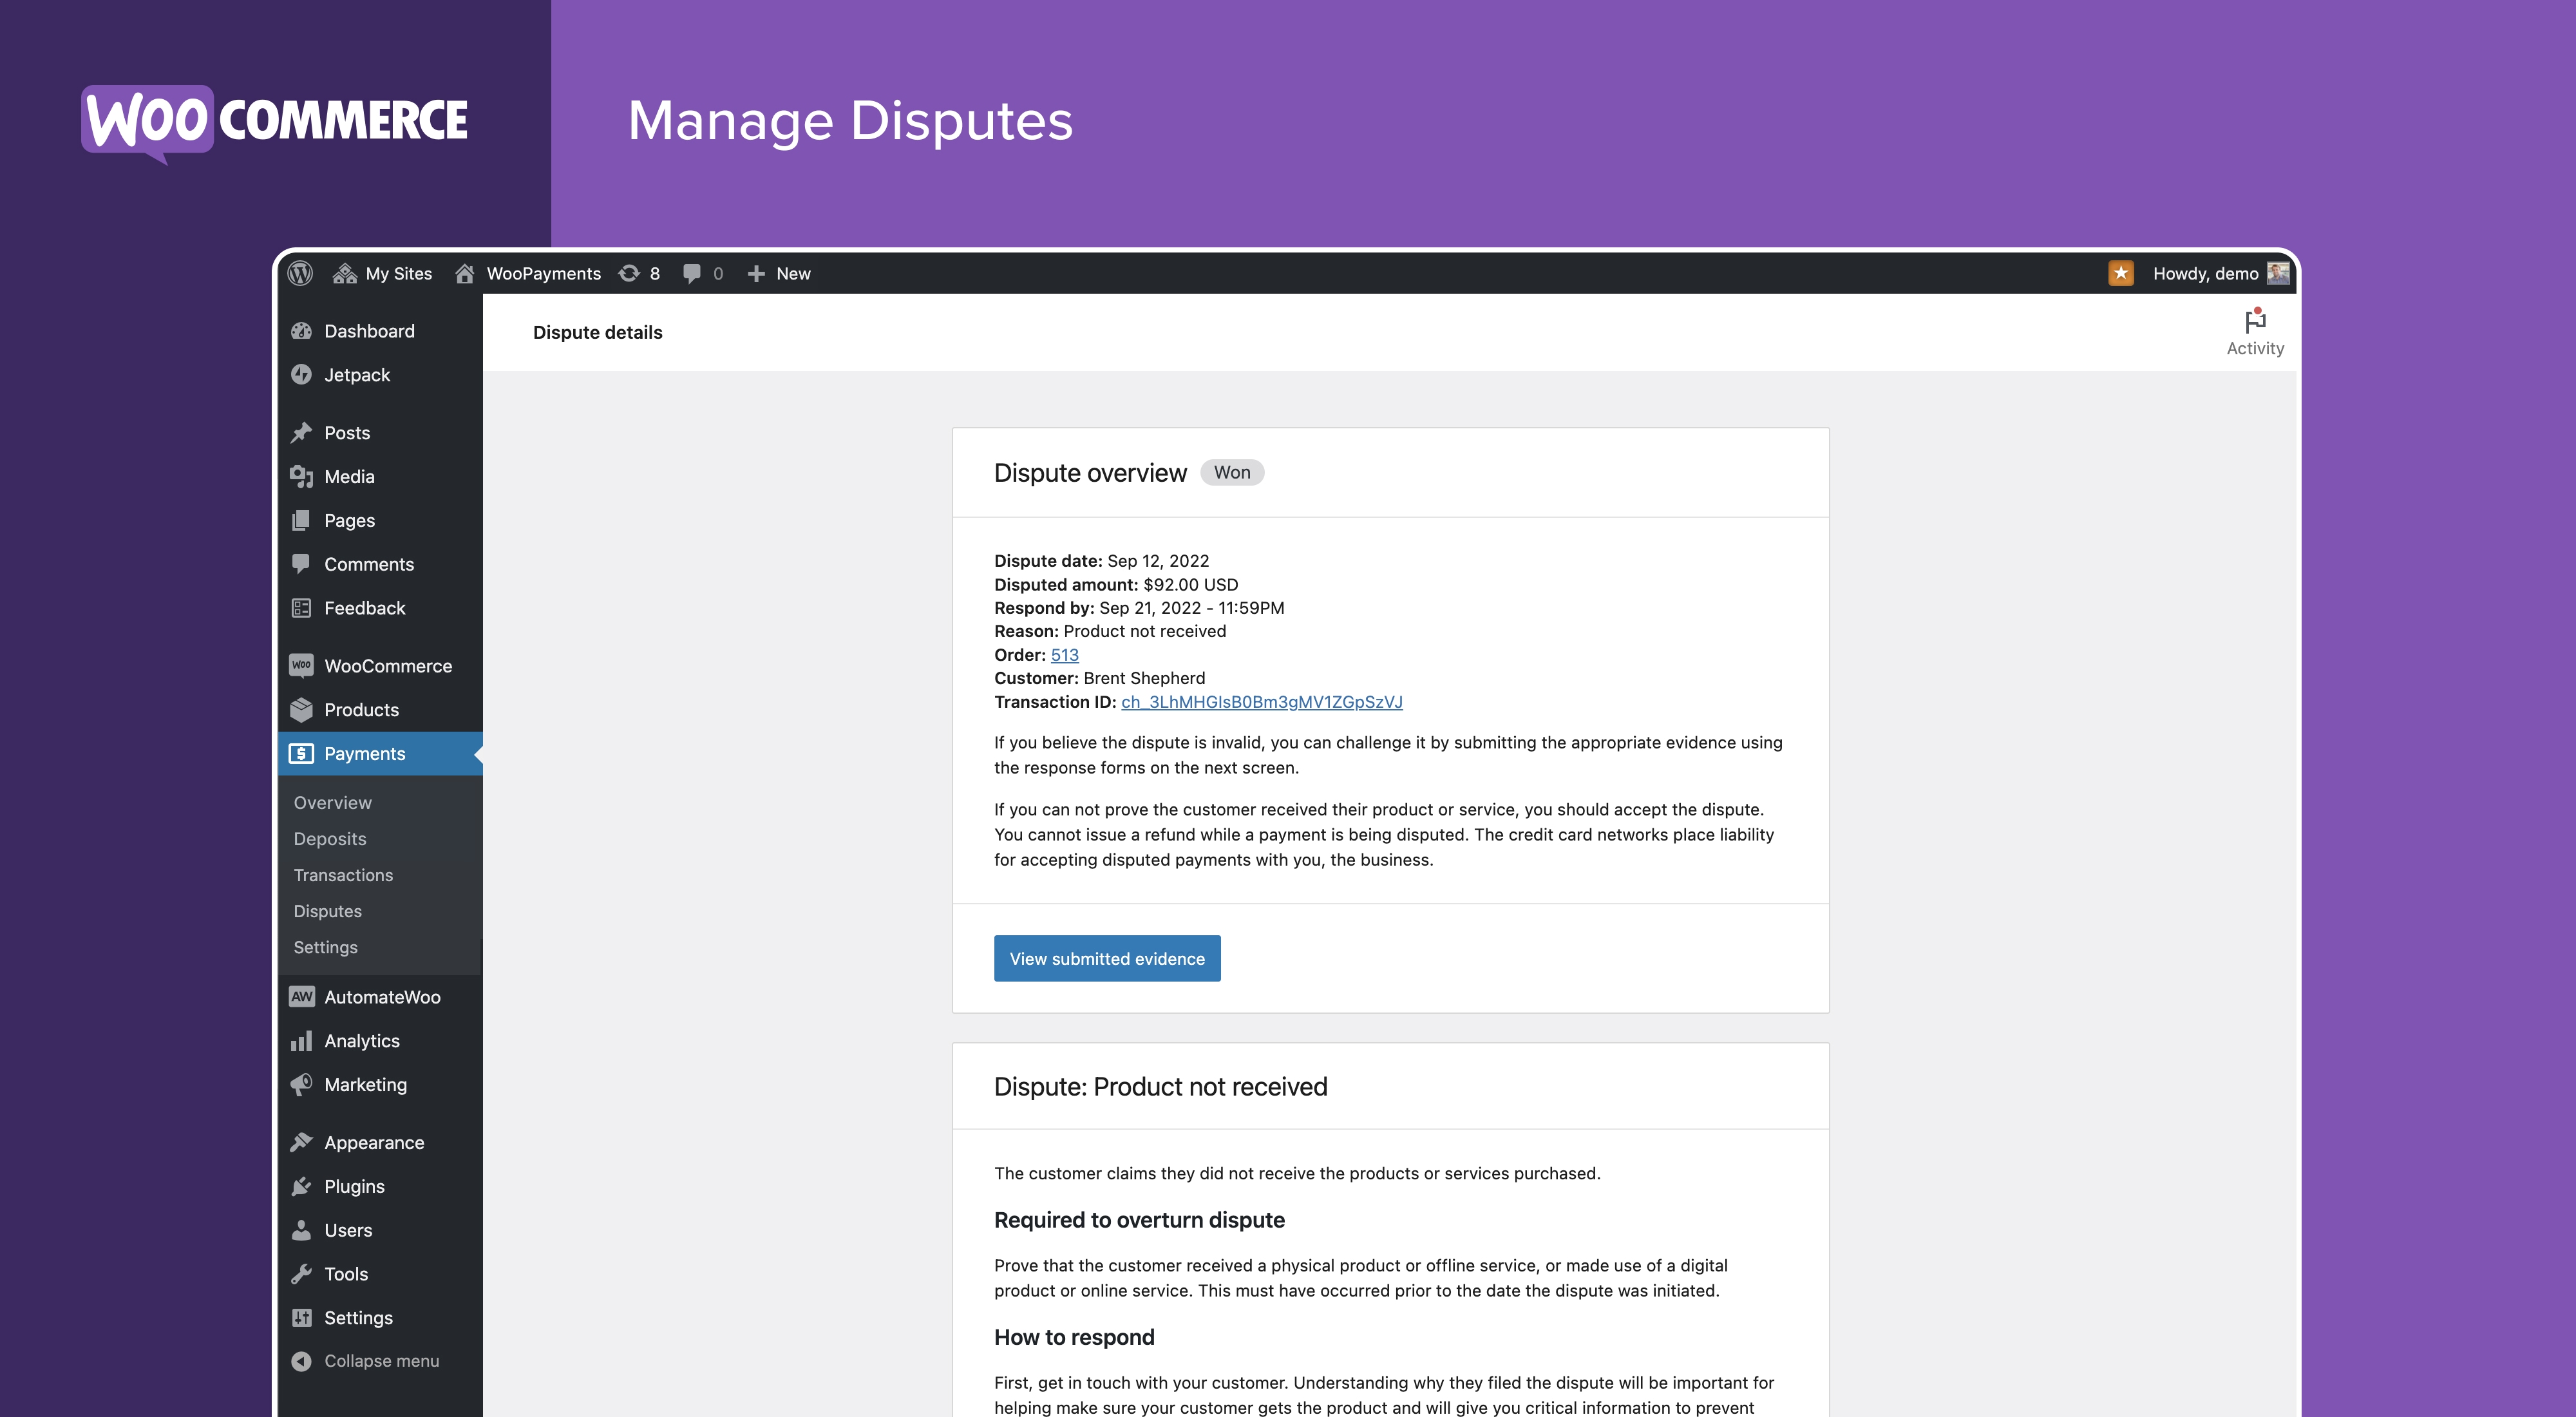 WOO COMMERCE
Manage Disputes
My Sites
WooPayments
8
0
New
Howdy, demo
Dashboard
Jetpack
Posts
Media
Pages
Comments
Feedback
Woo WooCommerce
Products
$ Payments
Overview
Deposits
Transactions
Disputes
Settings
AW AutomateWoo
Analytics
Marketing
Appearance
Plugins
Users
Tools
Settings
Collapse menu
Dispute details
Activity
Dispute overview Won
Dispute date: Sep 12, 2022
Disputed amount: $92.00 USD
Respond by: Sep 21, 2022 - 11:59PM
Reason: Product not received
Order: 513
Customer: Brent Shepherd
Transaction ID: ch_3LhMHGIsB0Bm3gMV1ZGpSzVJ
If you believe the dispute is invalid, you can challenge it by submitting the appropriate evidence using
the response forms on the next screen.
If you can not prove the customer received their product or service, you should accept the dispute.
You cannot issue a refund while a payment is being disputed. The credit card networks place liability
for accepting disputed payments with you, the business.
View submitted evidence
Dispute: Product not received
The customer claims they did not receive the products or services purchased.
Required to overturn dispute
Prove that the customer received a physical product or offline service, or made use of a digital
product or online service. This must have occurred prior to the date the dispute was initiated.
How to respond
First, get in touch with your customer. Understanding why they filed the dispute will be important for
helping make sure your customer gets the product and will give you critical information to prevent